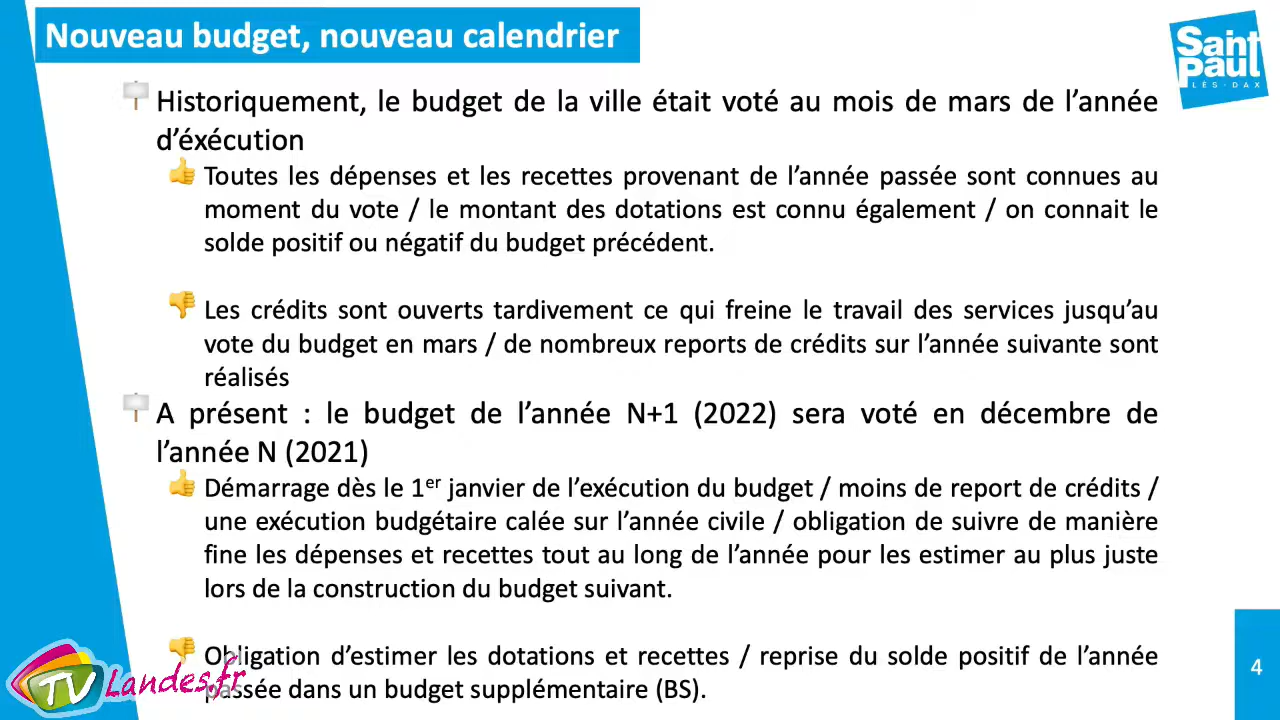 Nouveau budget, nouveau calendrier
Saint
Paul
LÈS·DAX
Historiquement, le budget de la ville était voté au mois de mars de l’année
d’éxécution
Toutes les dépenses et les recettes provenant de l’année passée sont connues au
moment du vote / le montant des dotations est connu également / on connait le
solde positif ou négatif du budget précédent.
Les crédits sont ouverts tardivement ce qui freine le travail des services jusqu’au
vote du budget en mars / de nombreux reports de crédits sur l’année suivante sont
réalisés
A présent : le budget de l’année N+1 (2022) sera voté en décembre de
l’année N (2021)
Démarrage dès le 1er janvier de l’exécution du budget / moins de report de crédits /
une exécution budgétaire calée sur l’année civile / obligation de suivre de manière
fine les dépenses et recettes tout au long de l’année pour les estimer au plus juste
lors de la construction du budget suivant.
Obligation d’estimer les dotations et recettes / reprise du solde positif de l’année
passée dans un budget supplémentaire (BS).
TV Landes.fr
4